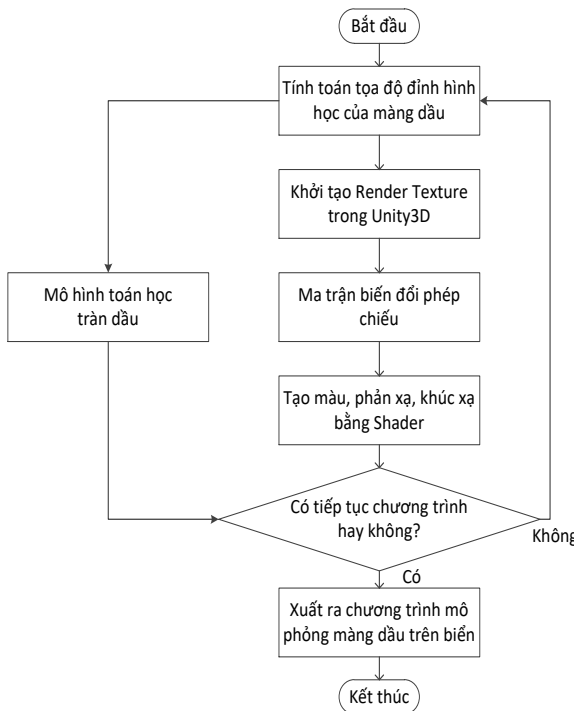 Bắt đầu
Tính toán tọa độ đỉnh hình
học của màng dầu
Khởi tạo Render Texture
trong Unity3D
Mô hình toán học
tràn dầu
Ma trận biến đổi phép
chiếu
Tạo màu, phản xạ, khúc xạ
bằng Shader
Có tiếp tục chương trình
hay không?
Không
Có
Xuất ra chương trình mô
phỏng màng dầu trên biển
Kết thúc